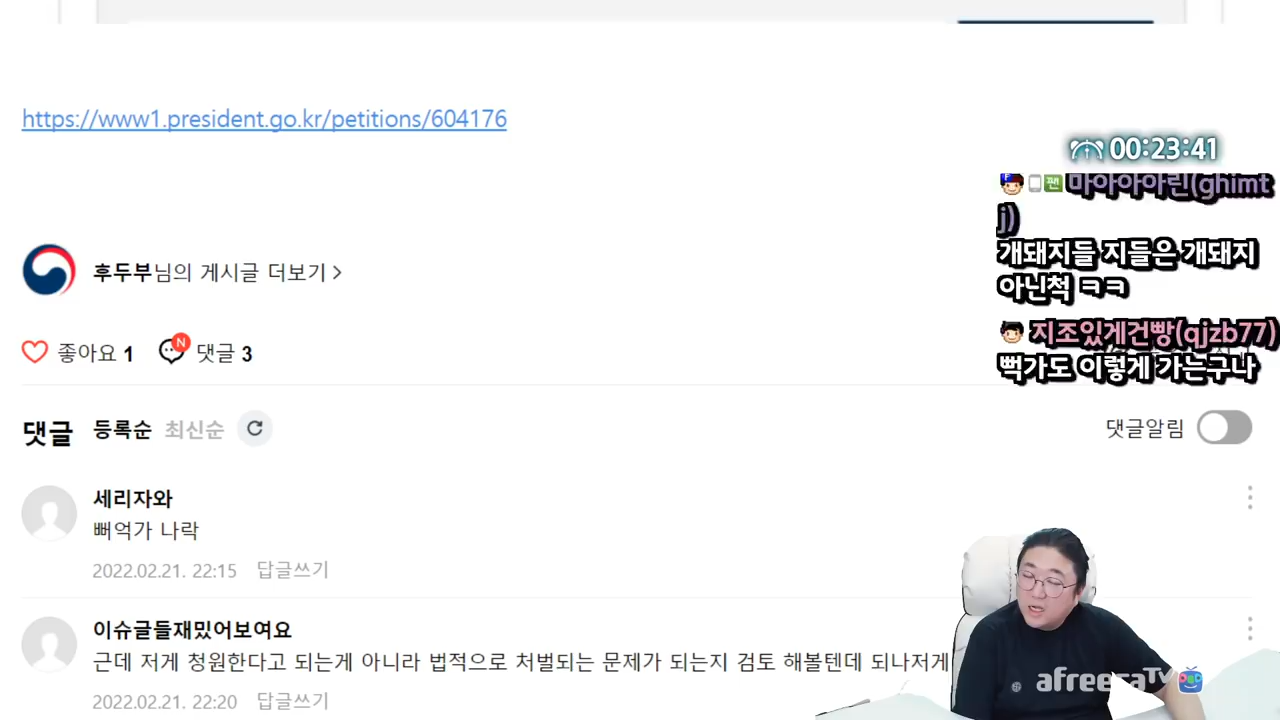 https://www1.president.go.kr/petitions/604176
00:23:41
팬 마아아아린(ghimt
j)
개돼지들 지들은 개돼지
아닌척 ㅋㅋ
지조있게건빵(qjzb77)
뻑가도 이렇게 가는구나
후두부님의 게시글 더보기 >
좋아요 1 N 댓글 3
댓글 등록순 최신순
댓글알림
세리자와
뻐억가 나락
2022.02.21. 22:15 답글쓰기
이슈글들재밌어보여요
근데 저게 청원한다고 되는게 아니라 법적으로 처벌되는 문제가 되는지 검토 해볼텐데 되나저게
2022.02.21. 22:20 답글쓰기
afreecaTV